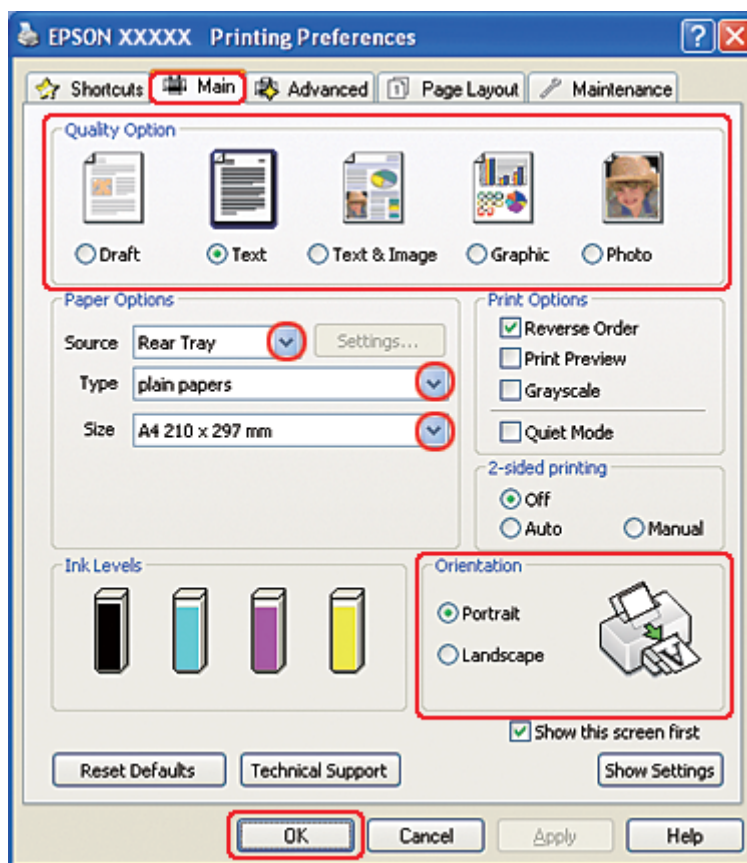 EPSON XXXXX Printing Preferences
Shortcuts Main Advanced Page Layout Maintenance
Quality Option
Draft Text Text & Image Graphic Photo
Paper Options
Source Rear Tray Settings...
Type plain papers
Size A4 210 x 297 mm
Print Options
Reverse Order
Print Preview
Grayscale
Quiet Mode
2-sided printing
Off
Auto Manual
Ink Levels
Orientation
Portrait
Landscape
Show this screen first
Reset Defaults Technical Support Show Settings
OK Cancel Apply Help